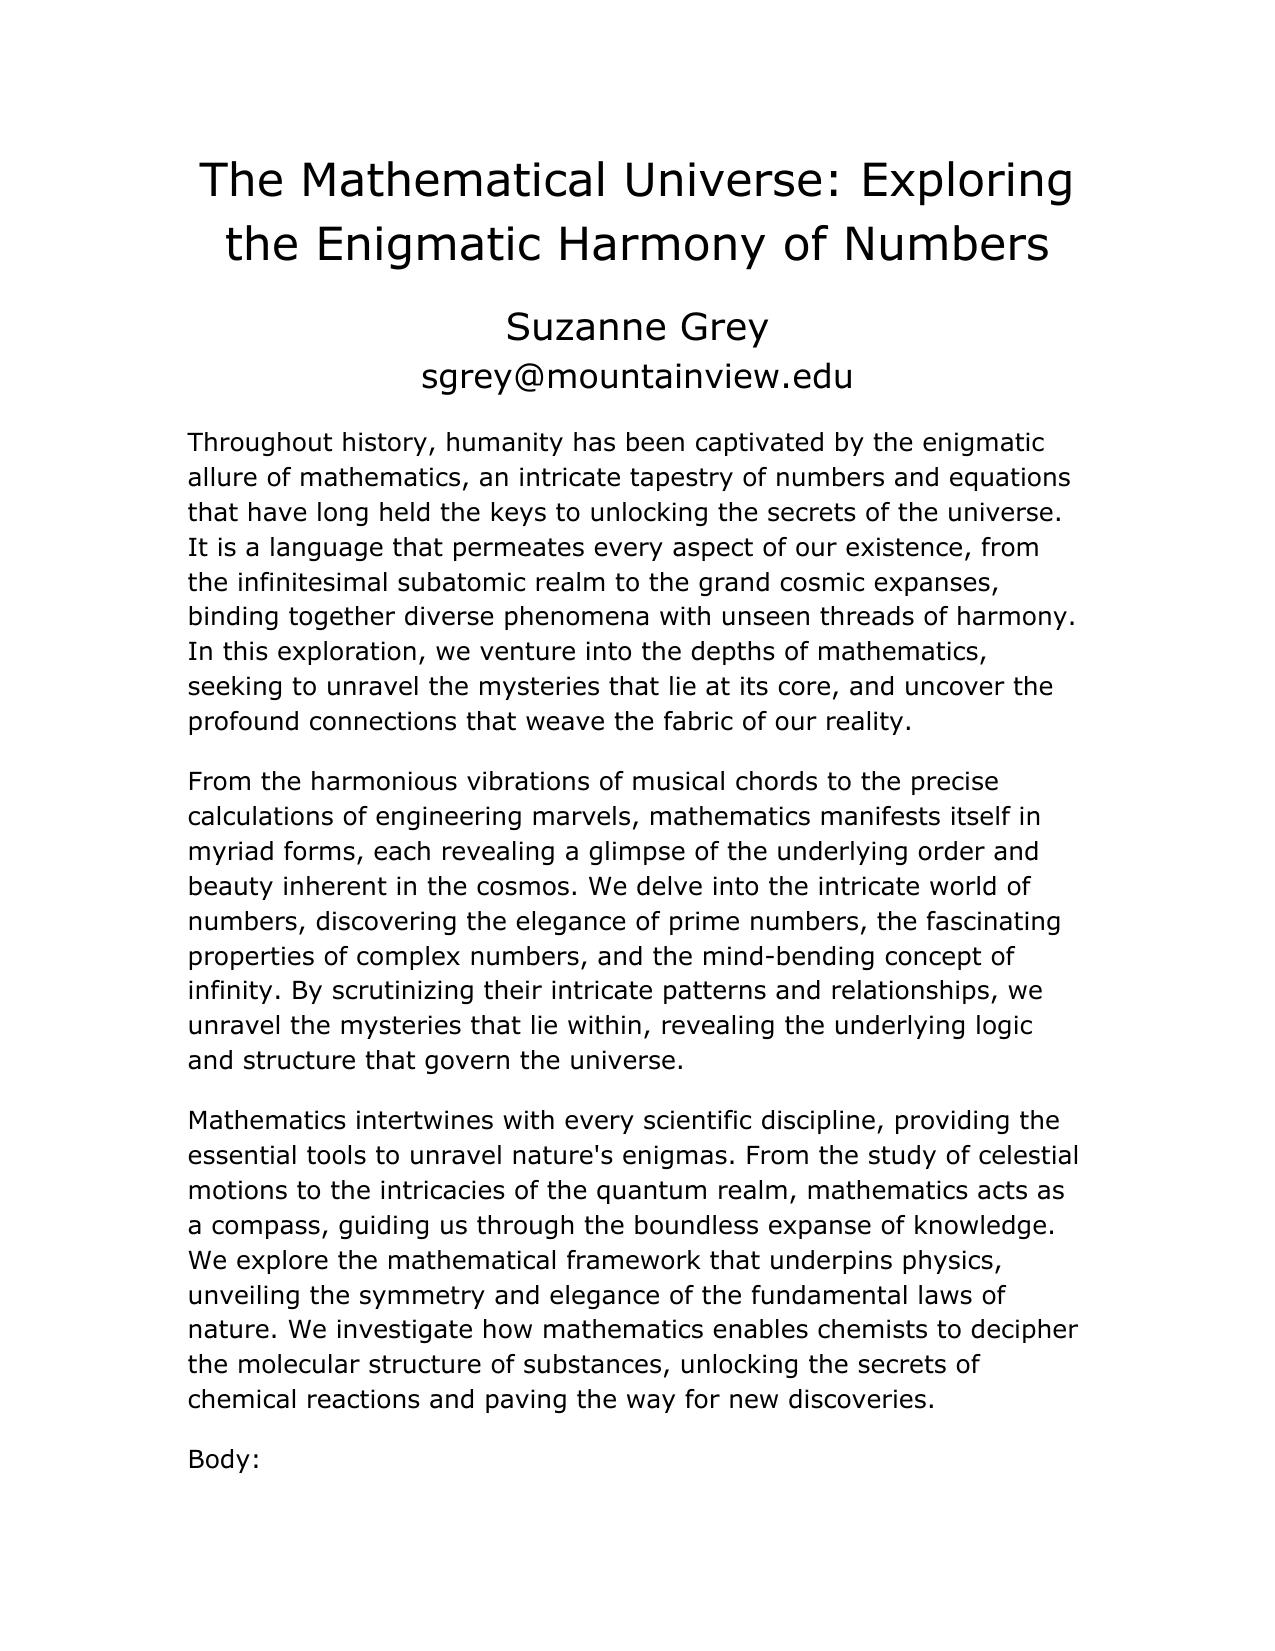 The Mathematical Universe: Exploring
the Enigmatic Harmony of Numbers
Suzanne Grey
sgrey@mountainview.edu
Throughout history, humanity has been captivated by the enigmatic
allure of mathematics, an intricate tapestry of numbers and equations
that have long held the keys to unlocking the secrets of the universe.
It is a language that permeates every aspect of our existence, from
the infinitesimal subatomic realm to the grand cosmic expanses,
binding together diverse phenomena with unseen threads of harmony.
In this exploration, we venture into the depths of mathematics,
seeking to unravel the mysteries that lie at its core, and uncover the
profound connections that weave the fabric of our reality.
From the harmonious vibrations of musical chords to the precise
calculations of engineering marvels, mathematics manifests itself in
myriad forms, each revealing a glimpse of the underlying order and
beauty inherent in the cosmos. We delve into the intricate world of
numbers, discovering the elegance of prime numbers, the fascinating
properties of complex numbers, and the mind-bending concept of
infinity. By scrutinizing their intricate patterns and relationships, we
unravel the mysteries that lie within, revealing the underlying logic
and structure that govern the universe.
Mathematics intertwines with every scientific discipline, providing the
essential tools to unravel nature's enigmas. From the study of celestial
motions to the intricacies of the quantum realm, mathematics acts as
a compass, guiding us through the boundless expanse of knowledge.
We explore the mathematical framework that underpins physics,
unveiling the symmetry and elegance of the fundamental laws of
nature. We investigate how mathematics enables chemists to decipher
the molecular structure of substances, unlocking the secrets of
chemical reactions and paving the way for new discoveries.
Body: